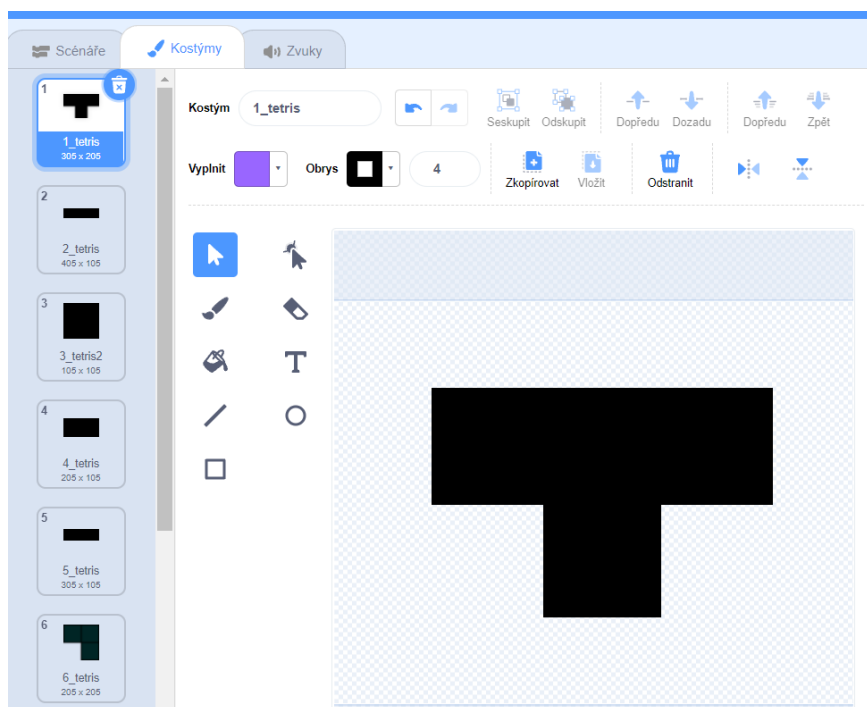 Scénáře Kostýmy Zvuky
1
1_tetris
305 x 205
2
2_tetris
405 x 105
3
3_tetris2
105 x 105
4
4_tetris
205 x 105
5
5_tetris
305 x 105
6
6_tetris
205 x 205
Kostým 1_tetris
Seskupit Odskupit Dopředu Dozadu Dopředu Zpět
Vyplnit Obrys 4
Zkopírovat Vložit Odstranit
T